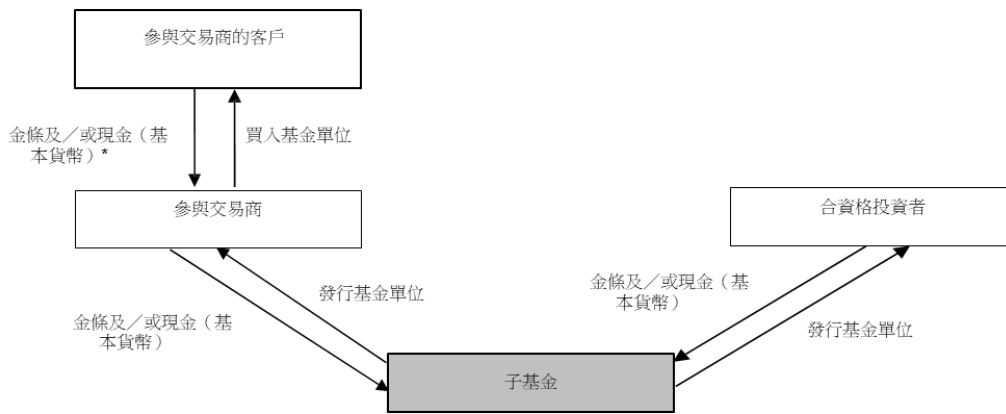 參與交易商的客戶
金條及／或現金（基
本貨幣）*
買入基金單位
參與交易商
合資格投資者
發行基金單位
金條及／或現金（基
本貨幣）
金條及／或現金（基
本貨幣）
發行基金單位
子基金